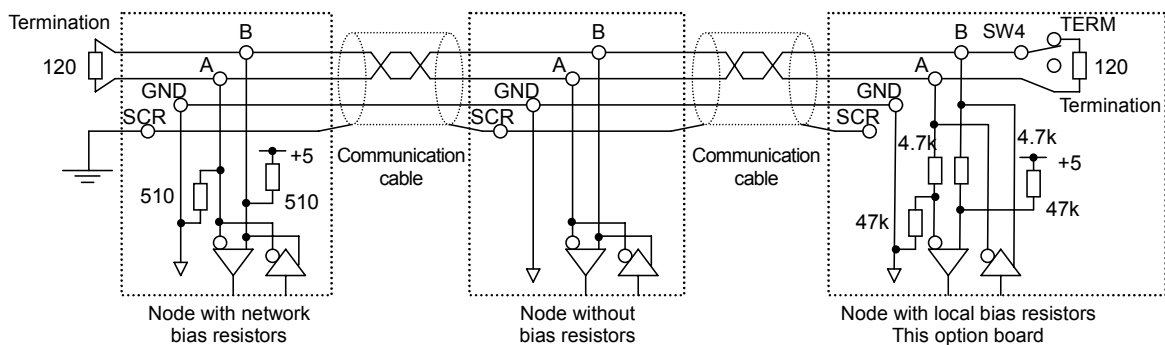 Termination
120
B
A
GND
SCR
+5
510
510
Communication
cable
Node with network
bias resistors
B
A
GND
SCR
Communication
cable
Node without
bias resistors
B
SW4
TERM
A
120
GND
Termination
SCR
4.7k
4.7k
+5
47k
47k
Node with local bias resistors
This option board